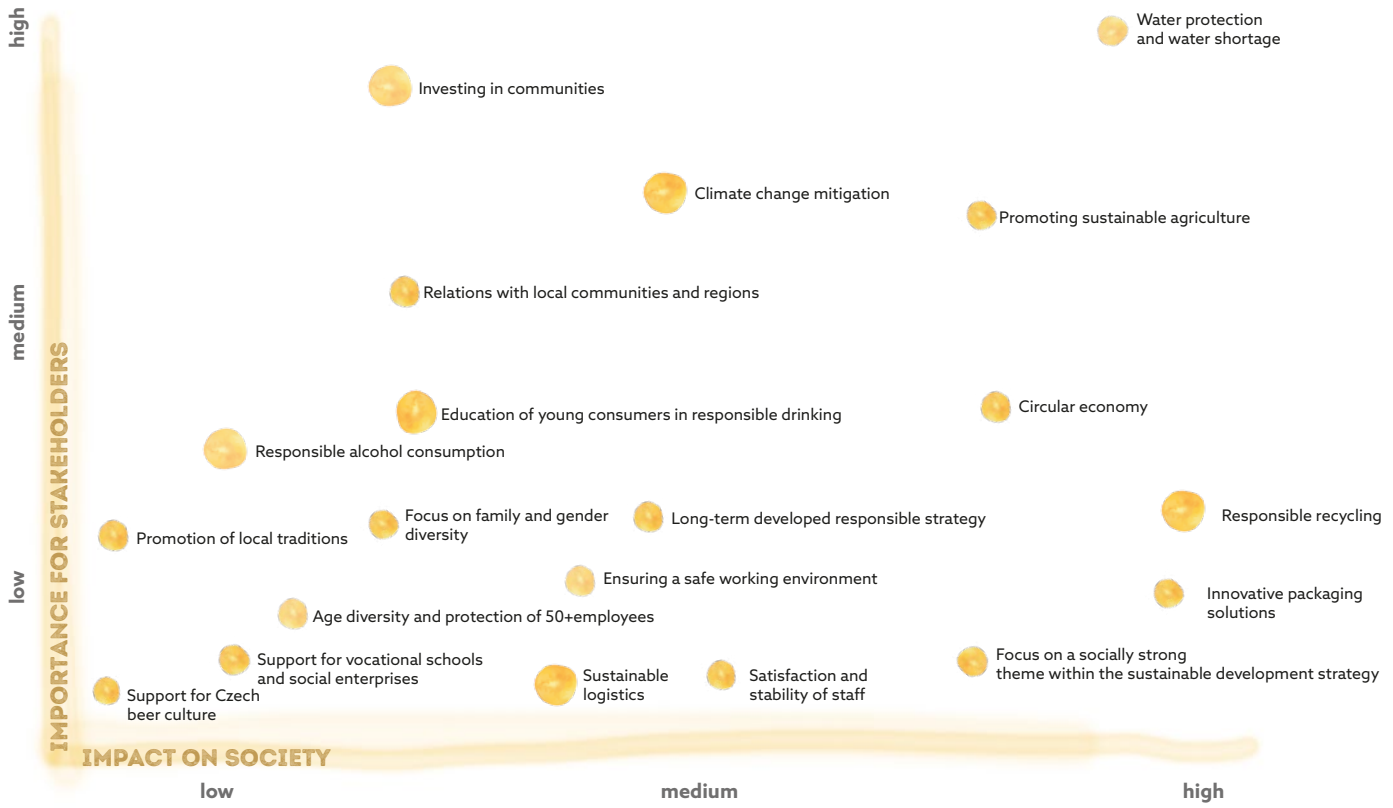 high
Water protection
and water shortage
Investing in communities
Climate change mitigation
Promoting sustainable agriculture
Relations with local communities and regions
medium
Education of young consumers in responsible drinking
Circular economy
Responsible alcohol consumption
Focus on family and gender
diversity
Long-term developed responsible strategy
Responsible recycling
Promotion of local traditions
Ensuring a safe working environment
low
Innovative packaging
solutions
Age diversity and protection of 50+employees
Support for vocational schools
and social enterprises
Focus on a socially strong
theme within the sustainable development strategy
Sustainable
logistics
Satisfaction and
stability of staff
Support for Czech
beer culture
IMPORTANCE FOR STAKEHOLDERS
IMPACT ON SOCIETY
low
medium
high